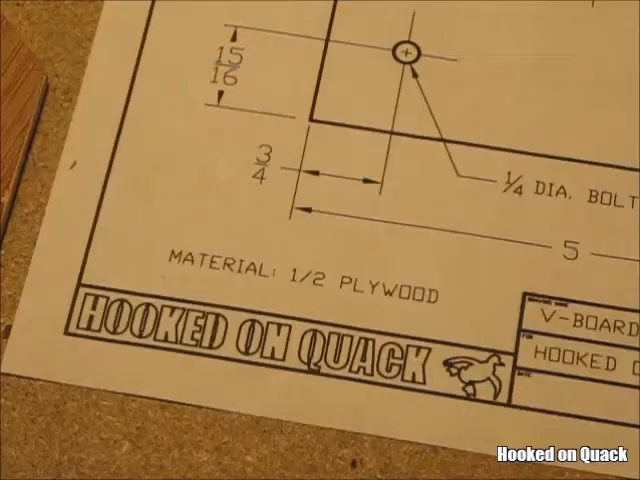 15
16
3
4
1/4 DIA. BOLT
5
MATERIAL: 1/2 PLYWOOD
V-BOARD
HOOKED ON QUACK
HOOKED
Hooked on Quack